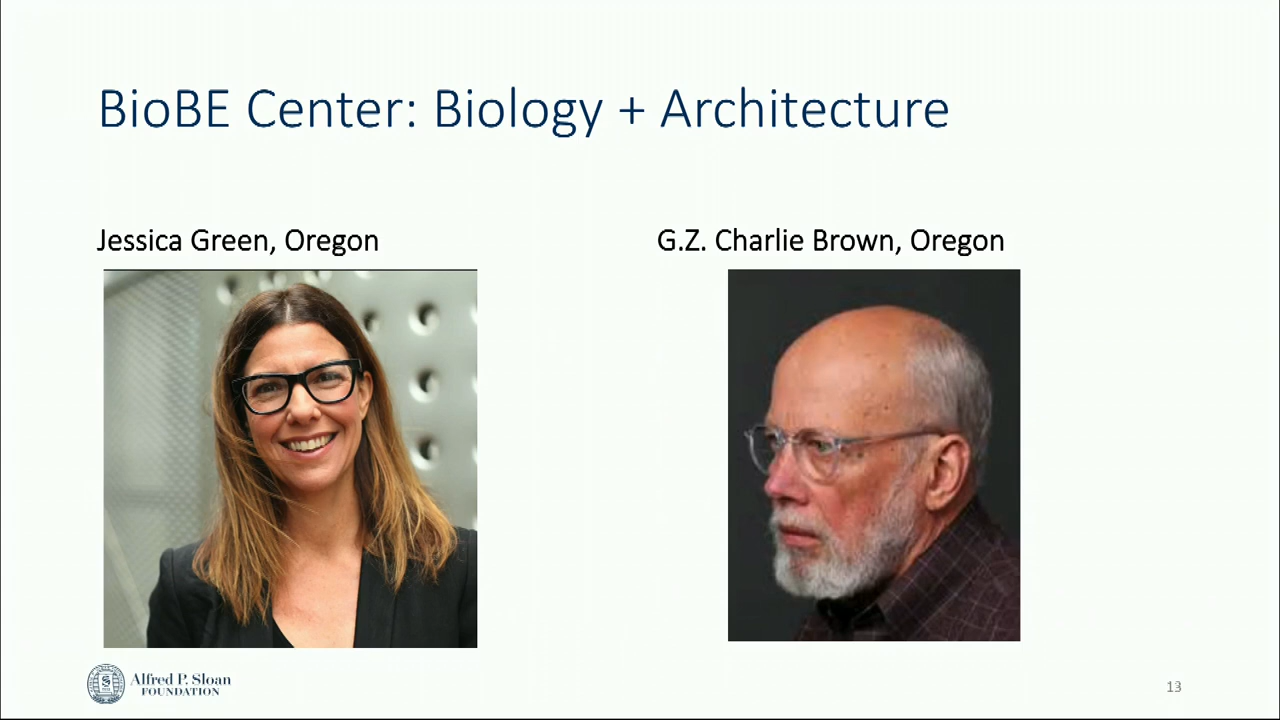 BioBE Center: Biology + Architecture
Jessica Green, Oregon
G.Z. Charlie Brown, Oregon
Alfred P. Sloan
FOUNDATION
13